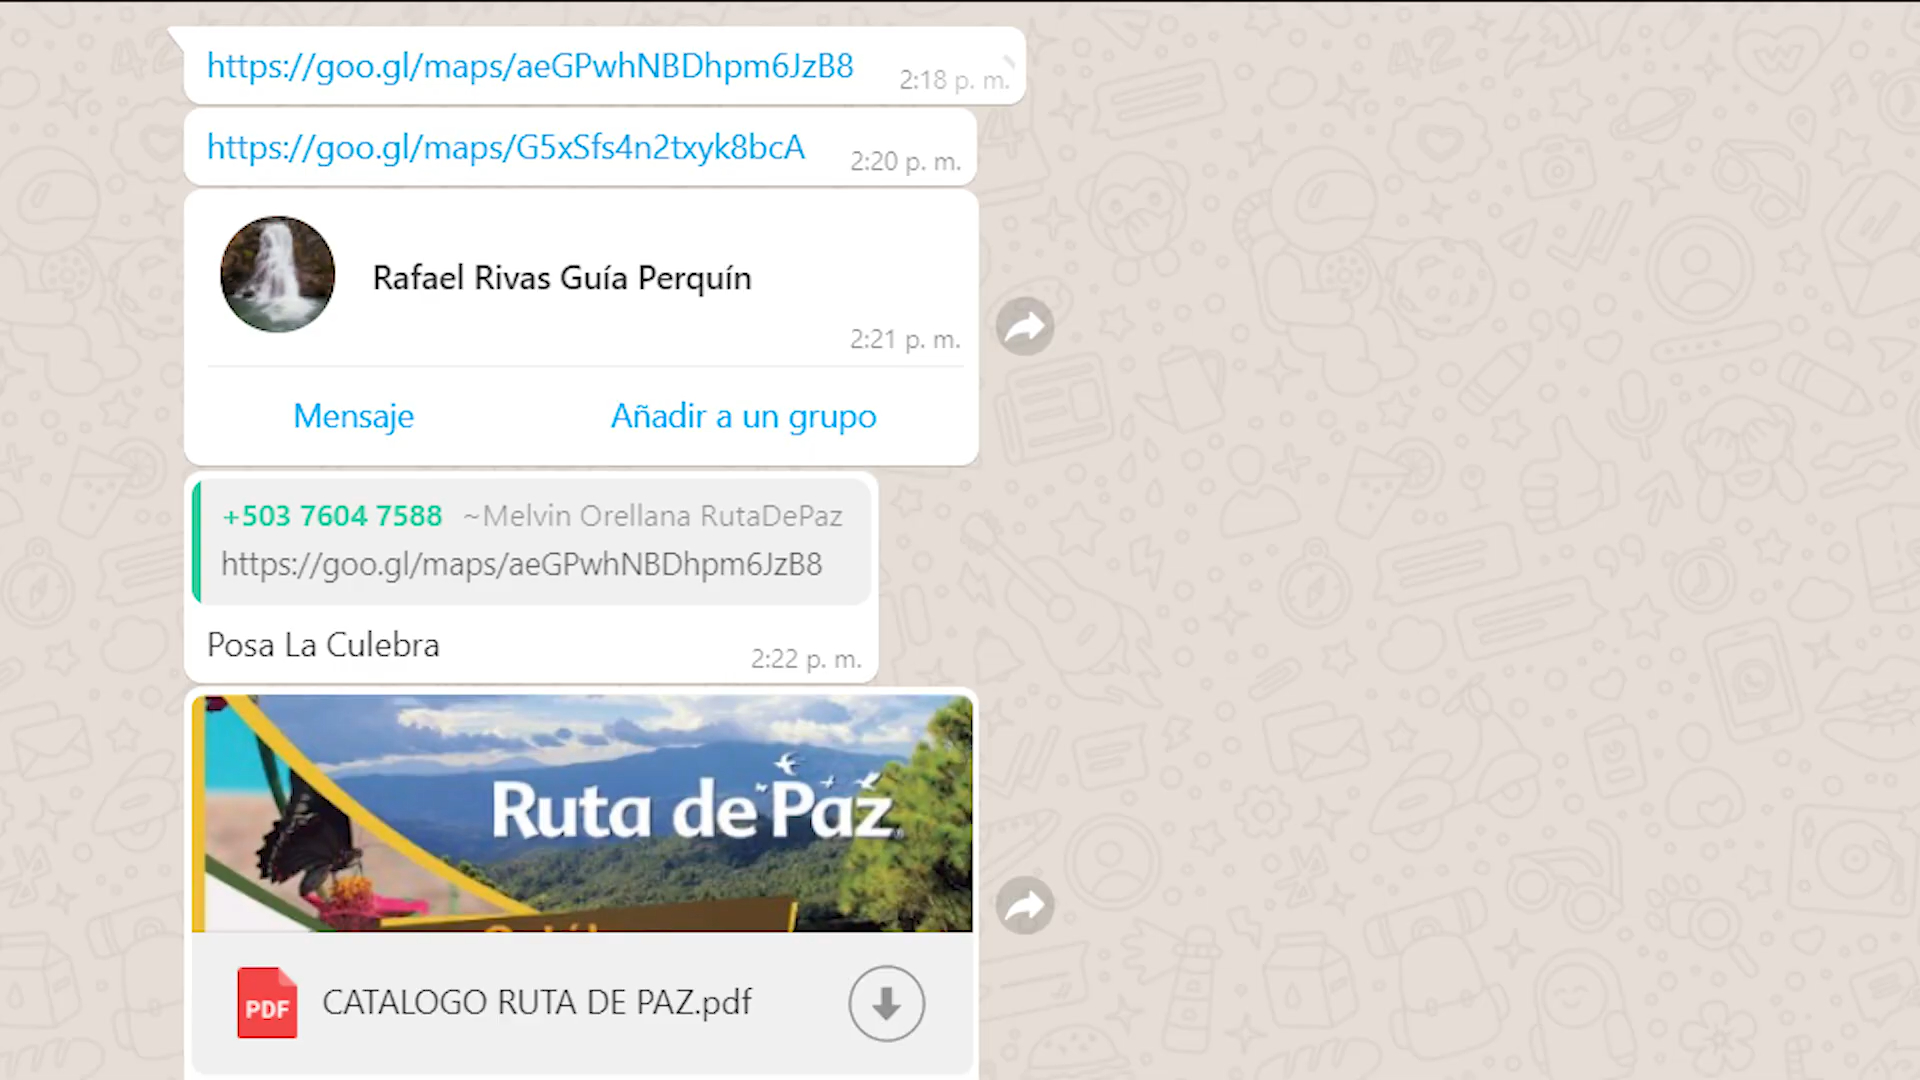 https://goo.gl/maps/aeGPwhNBDhpm6JzB8
2:18 p. m.
https://goo.gl/maps/G5xSfs4n2txyk8bcA
2:20 p. m.
Rafael Rivas Guía Perquín
2:21 p. m.
Mensaje
Añadir a un grupo
+503 7604 7588 ~Melvin Orellana RutaDePaz
https://goo.gl/maps/aeGPwhNBDhpm6JzB8
Posa La Culebra
2:22 p. m.
Ruta de Paz
PDF
CATALOGO RUTA DE PAZ.pdf